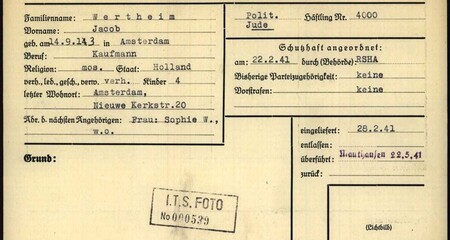 Familienname: Wertheim
Vorname: Jacob
geb. am 14.9. in Amsterdam
Beruf: Kaufmann
Religion: mos. Staat: Holland
verh., led., gesch., verw. verh. Kinder 4
letzter Wohnort: Amsterdam,
Nieuwe Kerkstr.20
Adr. d. nächsten Angehörigen: Frau: Sophie W.,
w.o.
Grund:
I.T.S. FOTO
No 000539
Polit. Häftling Nr. 4000
Jude
Schutzhaft angeordnet:
am: 22.2.41 durch (Behörde) RSHA
Bisherige Parteizugehörigkeit: keine
Vorstrafen: keine
eingeliefert: 28.2.41
entlassen:
überführt: Mauthausen 22.5.41
zurück:
(Lichtbild)